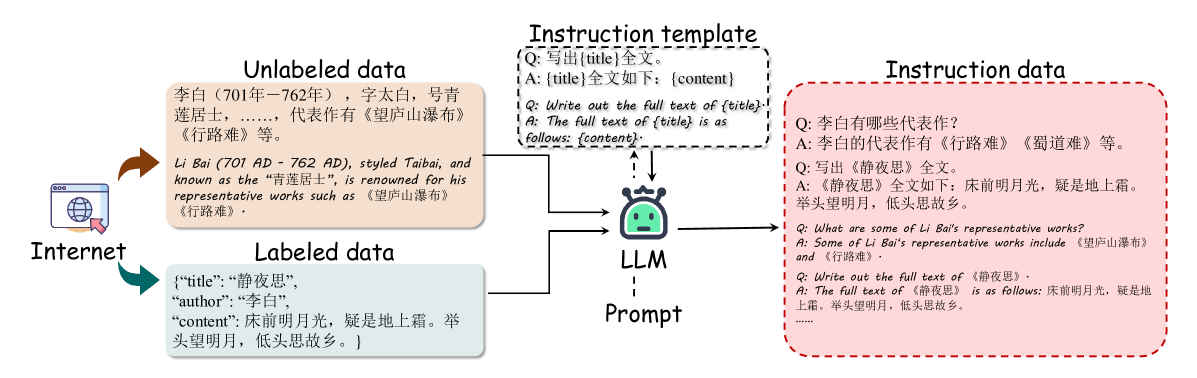 Instruction template
Q: 写出{title}全文。
A: {title}全文如下：{content}
Q: Write out the full text of {title}.
A: The full text of {title} is as
follows: {content}.
Unlabeled data
李白（701年－762年），字太白，号青
莲居士，……，代表作有《望庐山瀑布》
《行路难》等。
Li Bai (701 AD - 762 AD), styled Taibai, and
known as the “青莲居士”, is renowned for his
representative works such as 《望庐山瀑布》
《行路难》.
Internet
Labeled data
{“title”: “静夜思”,
“author”: “李白”,
“content”: 床前明月光，疑是地上霜。举
头望明月，低头思故乡。}
LLM
Prompt
Instruction data
Q: 李白有哪些代表作？
A: 李白的代表作有《行路难》《蜀道难》等。
Q: 写出《静夜思》全文。
A: 《静夜思》全文如下：床前明月光，疑是地上霜。
举头望明月，低头思故乡。
Q: What are some of Li Bai's representative works?
A: Some of Li Bai's representative works include 《望庐山瀑布》
and 《行路难》.
Q: Write out the full text of 《静夜思》.
A: The full text of 《静夜思》 is as follows: 床前明月光，疑是地
上霜。举头望明月，低头思故乡。
……